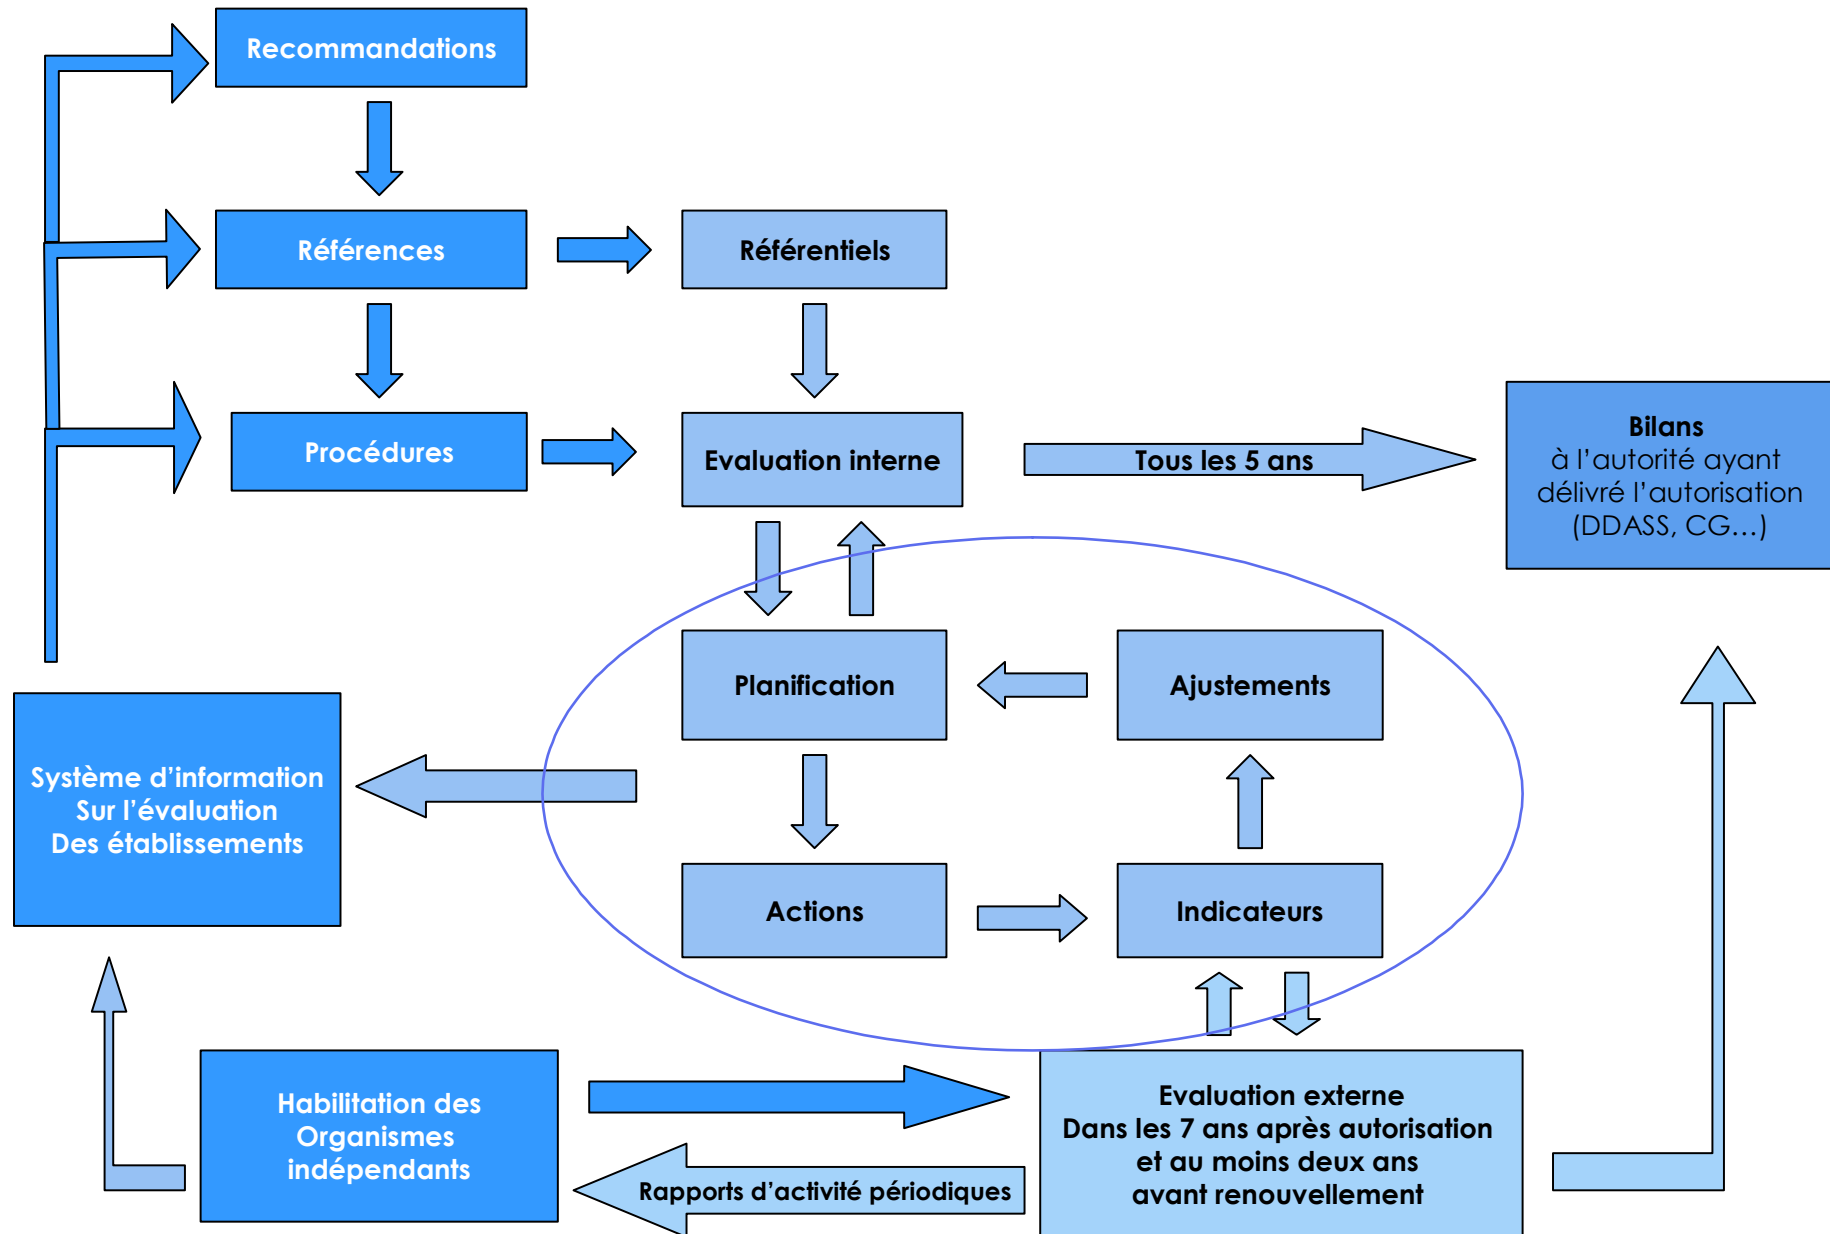 Recommandations
Références
Référentiels
Procédures
Evaluation interne
Tous les 5 ans
Bilans
à l'autorité ayant
délivré l'autorisation
(DDASS, CG…)
Planification
Ajustements
Système d'information
Sur l'évaluation
Des établissements
Actions
Indicateurs
Habilitation des
Organismes
indépendants
Rapports d'activité périodiques
Evaluation externe
Dans les 7 ans après autorisation
et au moins deux ans
avant renouvellement